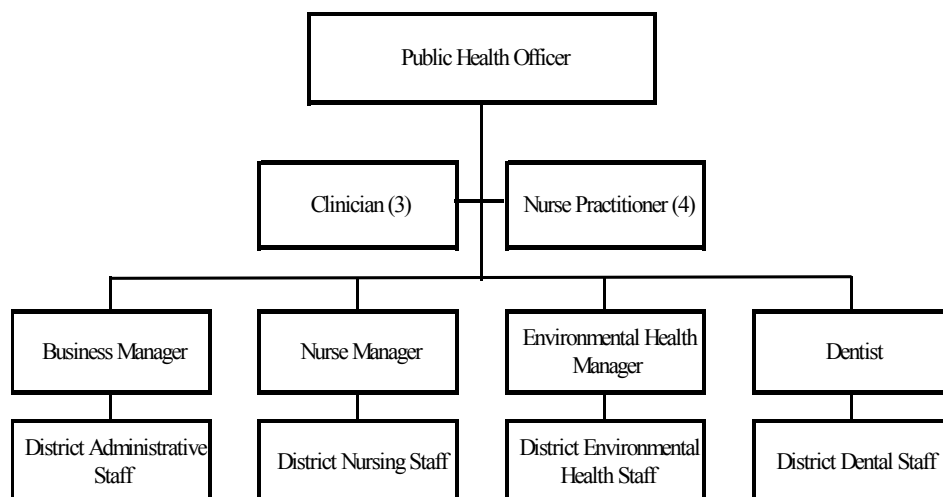 Public Health Officer
Clinician (3)
Nurse Practitioner (4)
Business Manager
Nurse Manager
Environmental Health
Manager
Dentist
District Administrative
Staff
District Nursing Staff
District Environmental
Health Staff
District Dental Staff